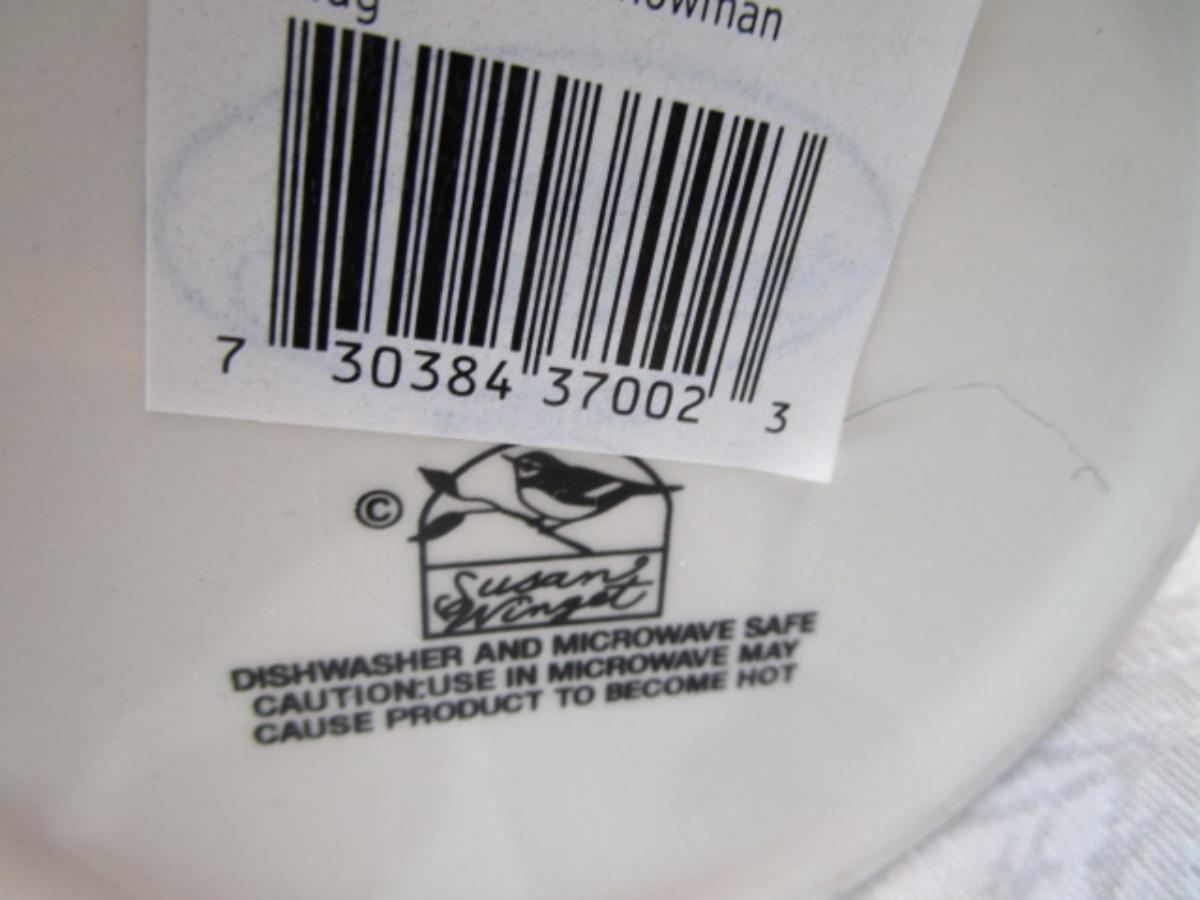 7 30384 37002 3
©
Susan
Winget
DISHWASHER AND MICROWAVE SAFE
CAUTION:USE IN MICROWAVE MAY
CAUSE PRODUCT TO BECOME HOT